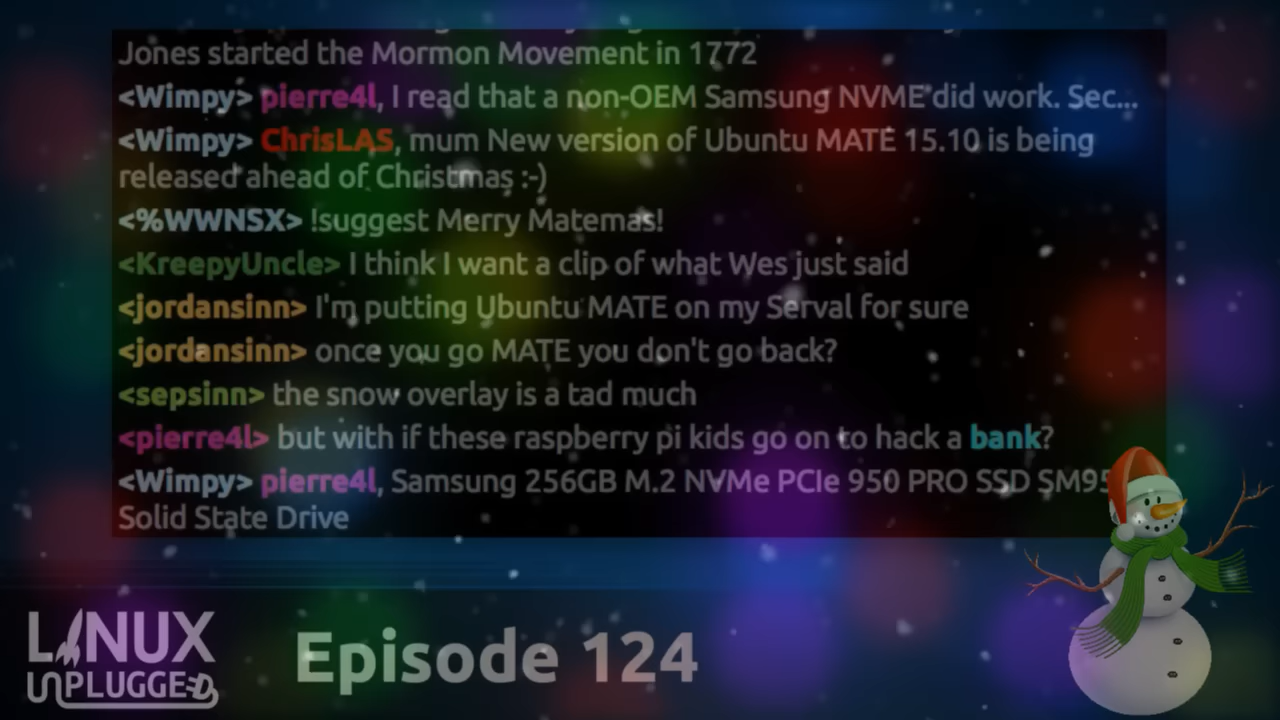 Jones started the Mormon Movement in 1772
<Wimpy> pierre4l, I read that a non-OEM Samsung NVME did work. Sec...
<Wimpy> ChrisLAS, mum New version of Ubuntu MATE 15.10 is being
released ahead of Christmas :-)
<%WWNSX> !suggest Merry Matemas!
<KreepyUncle> I think I want a clip of what Wes just said
<jordansinn> I'm putting Ubuntu MATE on my Serval for sure
<jordansinn> once you go MATE you don't go back?
<sepsinn> the snow overlay is a tad much
<pierre4l> but with if these raspberry pi kids go on to hack a bank?
<Wimpy> pierre4l, Samsung 256GB M.2 NVMe PCIe 950 PRO SSD SM95
Solid State Drive
LINUX
UNPLUGGED
Episode 124